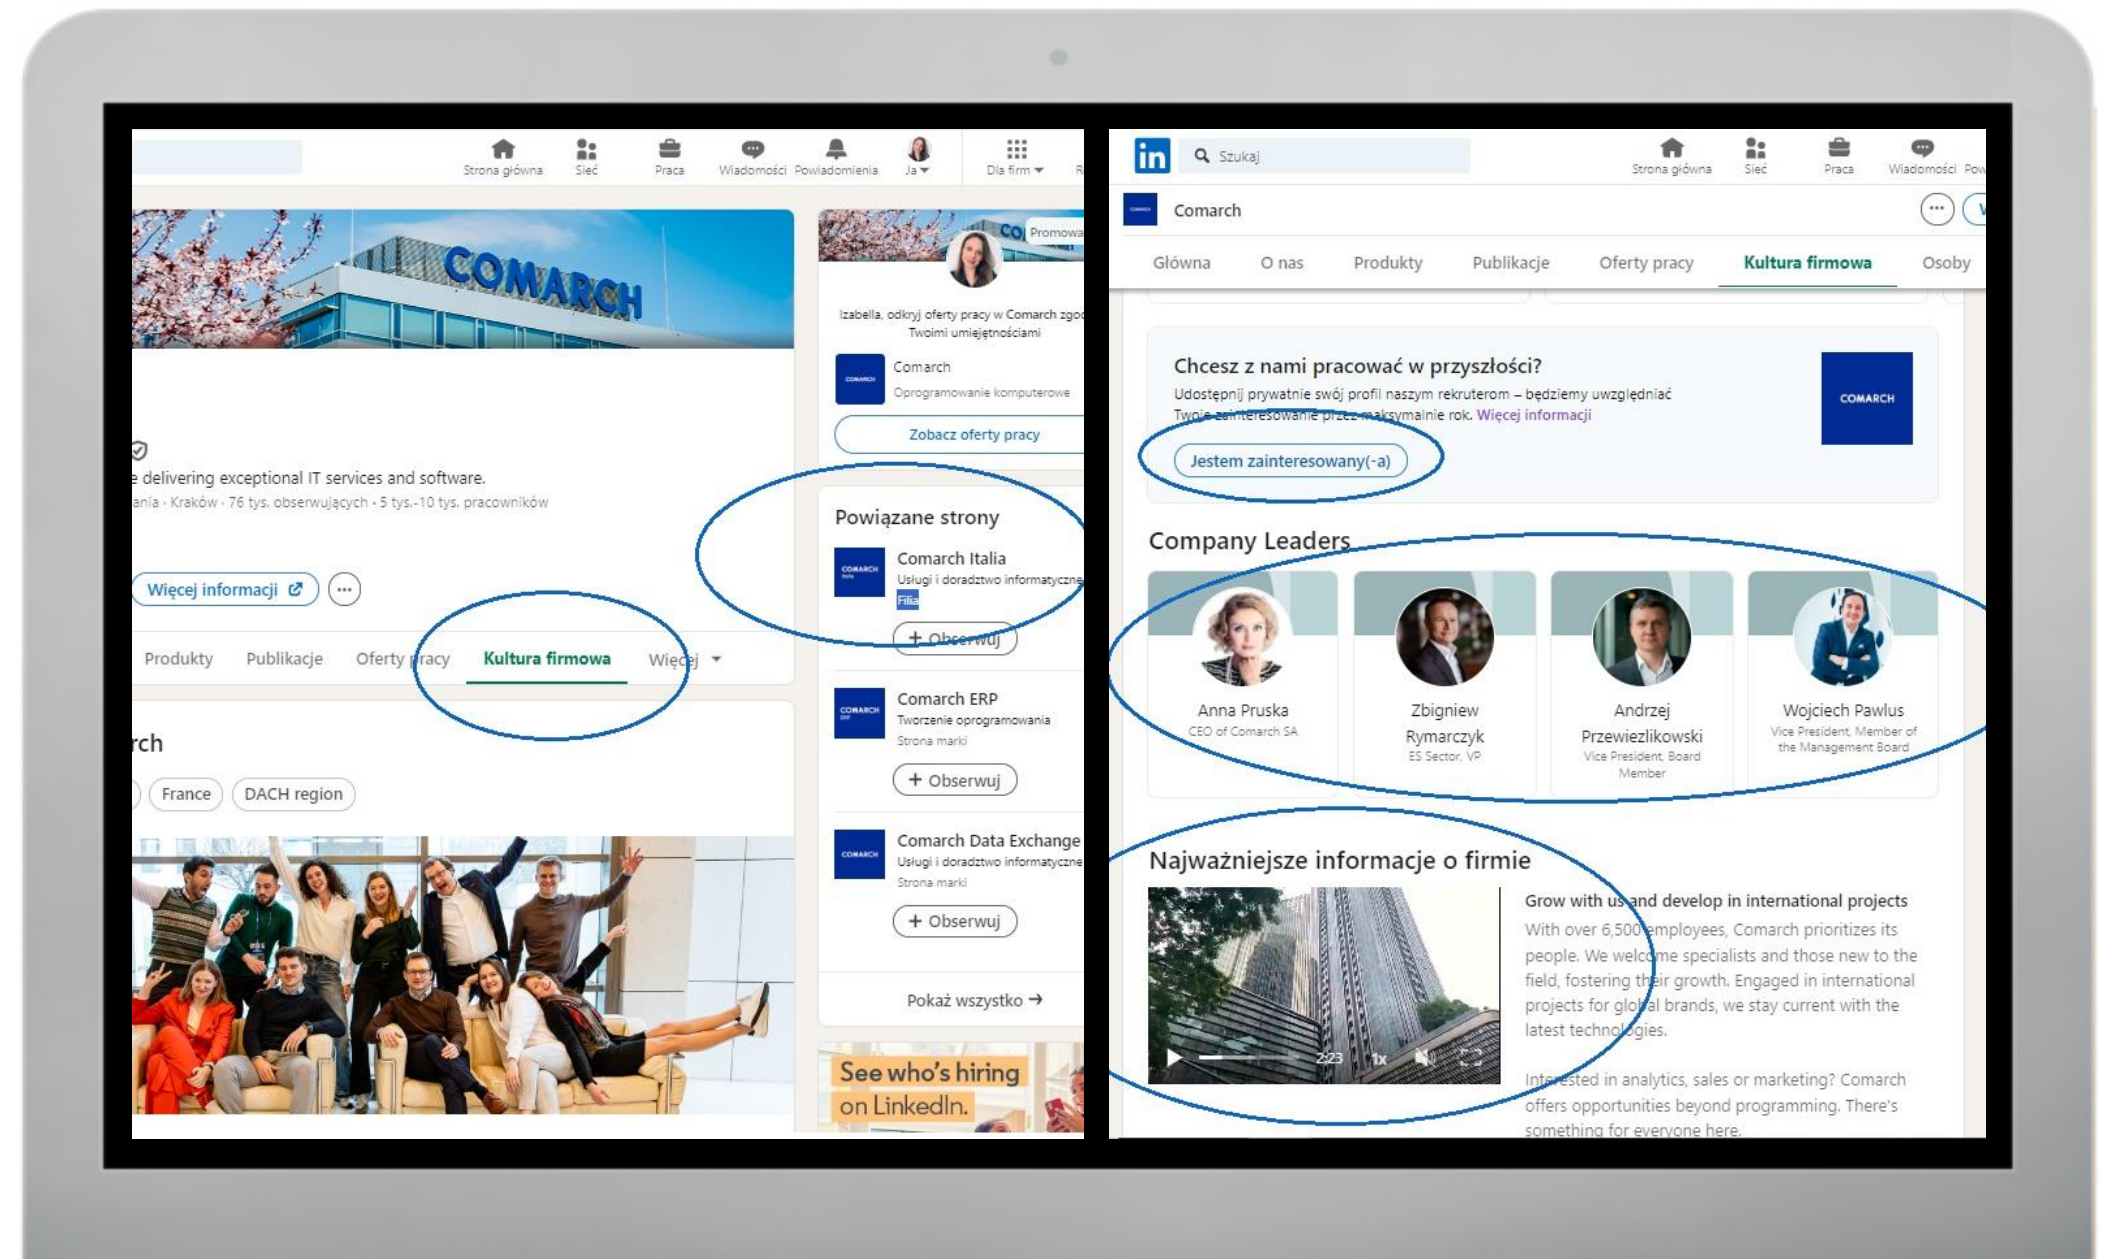 Strona główna
Sieć
Praca
Wiadomości
Powiadomienia
Ja
Dla firm
COMARCH
e delivering exceptional IT services and software.
ania · Kraków · 76 tys. obserwujących · 5 tys.-10 tys. pracowników
Więcej informacji
Produkty
Publikacje
Oferty pracy
Kultura firmowa
Więcej
rch
France
DACH region
CO
Promowa
Izabella, odkryj oferty pracy w Comarch zgo
Twoimi umiejętnościami
COMARCH
Comarch
Oprogramowanie komputerowe
Zobacz oferty pracy
Powiązane strony
COMARCH
Italia
Comarch Italia
Usługi i doradztwo informatyczne
Filia
+ Obserwuj
COMARCH
ERP
Comarch ERP
Tworzenie oprogramowania
Strona marki
+ Obserwuj
COMARCH
Comarch Data Exchange
Usługi i doradztwo informatyczne
Strona marki
+ Obserwuj
Pokaż wszystko →
See who's hiring
on LinkedIn.
in
Szukaj
Strona główna
Sieć
Praca
Wiadomości
Pow
COMARCH
Comarch
Główna
O nas
Produkty
Publikacje
Oferty pracy
Kultura firmowa
Osoby
Chcesz z nami pracować w przyszłości?
Udostępnij prywatnie swój profil naszym rekruterom – będziemy uwzględniać
Twoje zainteresowanie przez maksymalnie rok. Więcej informacji
Jestem zainteresowany(-a)
COMARCH
Company Leaders
Anna Pruska
CEO of Comarch SA
Zbigniew
Rymarczyk
ES Sector, VP
Andrzej
Przewiezlikowski
Vice President, Board
Member
Wojciech Pawlus
Vice President, Member of
the Management Board
Najważniejsze informacje o firmie
2:23
1x
Grow with us and develop in international projects
With over 6,500 employees, Comarch prioritizes its
people. We welcome specialists and those new to the
field, fostering their growth. Engaged in international
projects for global brands, we stay current with the
latest technologies.
Interested in analytics, sales or marketing? Comarch
offers opportunities beyond programming. There's
something for everyone here.